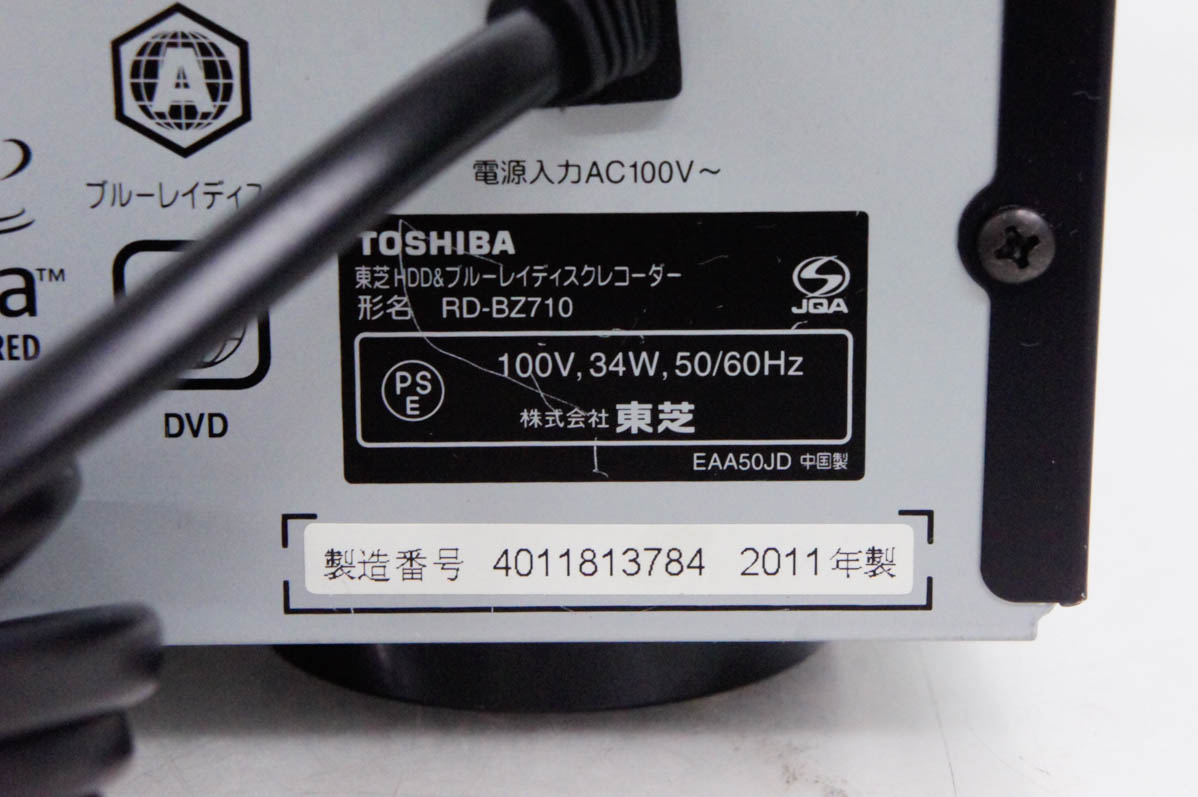 A
ブルーレイディス
a™
RED
DVD
電源入力AC100V～
TOSHIBA
東芝HDD&ブルーレイディスクレコーダー
形名 RD-BZ710
JQA
PS
E
100V, 34W, 50/60Hz
株式会社 東芝
EAA50JD 中国製
製造番号 4011813784 2011年製